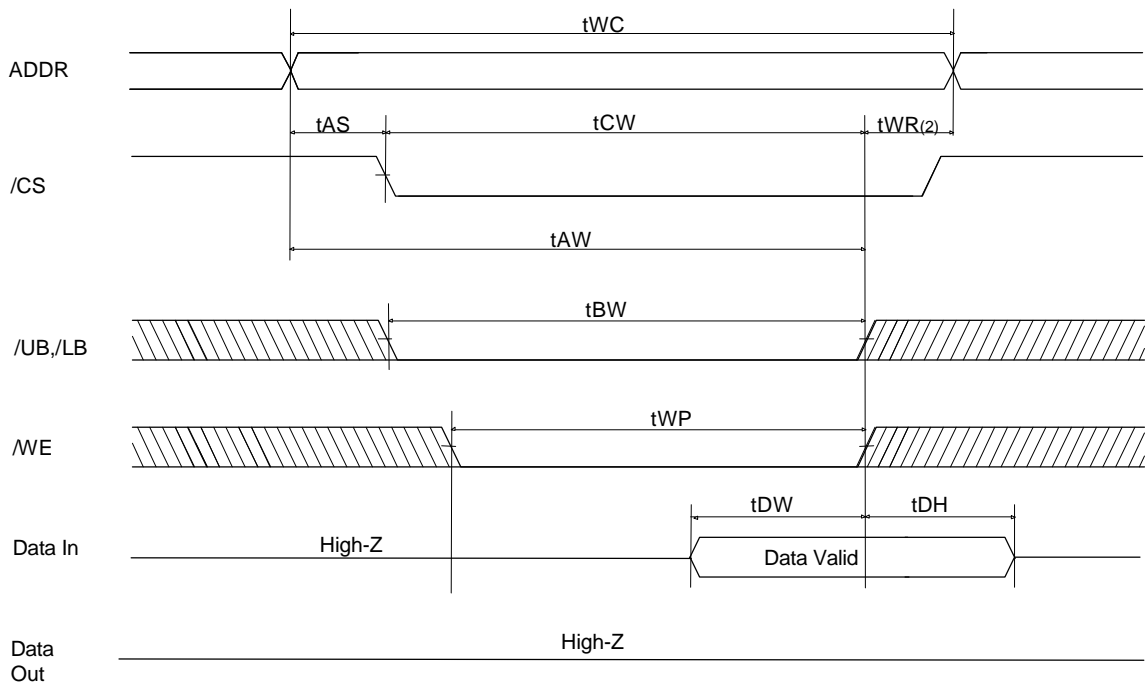 tWC
ADDR
tAS
tCW
tWR(2)
/CS
tAW
tBW
/UB,/LB
tWP
/WE
tDW
tDH
Data In
High-Z
Data Valid
High-Z
Data
Out